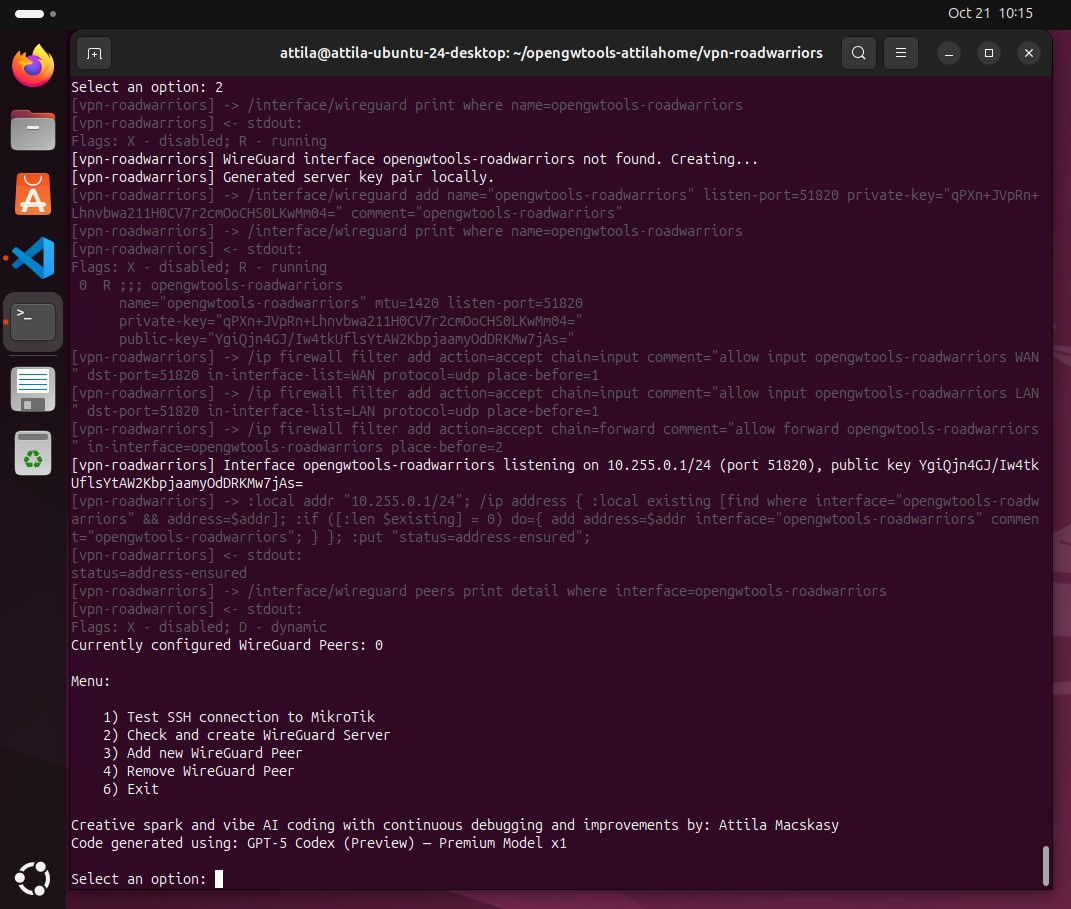 Oct 21 10:15
attila@attila-ubuntu-24-desktop: ~/opengwtools-attilahome/vpn-roadwarriors
Select an option: 2
[vpn-roadwarriors] -> /interface/wireguard print where name=opengwtools-roadwarriors
[vpn-roadwarriors] <- stdout:
Flags: X - disabled; R - running
[vpn-roadwarriors] WireGuard interface opengwtools-roadwarriors not found. Creating...
[vpn-roadwarriors] Generated server key pair locally.
[vpn-roadwarriors] -> /interface/wireguard add name="opengwtools-roadwarriors" listen-port=51820 private-key="qPXn+JVpRn+
Lhnvbwa211H0CV7r2cmOoCHS0LKwMm04=" comment="opengwtools-roadwarriors"
[vpn-roadwarriors] -> /interface/wireguard print where name=opengwtools-roadwarriors
[vpn-roadwarriors] <- stdout:
Flags: X - disabled; R - running
0 R ;;; opengwtools-roadwarriors
name="opengwtools-roadwarriors" mtu=1420 listen-port=51820
private-key="qPXn+JVpRn+Lhnvbwa211H0CV7r2cmOoCHS0LKwMm04="
public-key="YgiQjn4GJ/Iw4tkUflsYtAW2KbpjaamyOdDRKMw7jAs="
[vpn-roadwarriors] -> /ip firewall filter add action=accept chain=input comment="allow input opengwtools-roadwarriors WAN
" dst-port=51820 in-interface-list=WAN protocol=udp place-before=1
[vpn-roadwarriors] -> /ip firewall filter add action=accept chain=input comment="allow input opengwtools-roadwarriors LAN
" dst-port=51820 in-interface-list=LAN protocol=udp place-before=1
[vpn-roadwarriors] -> /ip firewall filter add action=accept chain=forward comment="allow forward opengwtools-roadwarriors
" in-interface=opengwtools-roadwarriors place-before=2
[vpn-roadwarriors] Interface opengwtools-roadwarriors listening on 10.255.0.1/24 (port 51820), public key YgiQjn4GJ/Iw4tk
UflsYtAW2KbpjaamyOdDRKMw7jAs=
[vpn-roadwarriors] -> :local addr "10.255.0.1/24"; /ip address { :local existing [find where interface="opengwtools-roadw
arriors" && address=$addr]; :if ([:len $existing] = 0) do={ add address=$addr interface="opengwtools-roadwarriors" commen
t="opengwtools-roadwarriors"; } }; :put "status=address-ensured";
[vpn-roadwarriors] <- stdout:
status=address-ensured
[vpn-roadwarriors] -> /interface/wireguard peers print detail where interface=opengwtools-roadwarriors
[vpn-roadwarriors] <- stdout:
Flags: X - disabled; D - dynamic
Currently configured WireGuard Peers: 0
Menu:
1) Test SSH connection to MikroTik
2) Check and create WireGuard Server
3) Add new WireGuard Peer
4) Remove WireGuard Peer
6) Exit
Creative spark and vibe AI coding with continuous debugging and improvements by: Attila Macskasy
Code generated using: GPT-5 Codex (Preview) – Premium Model x1
Select an option: